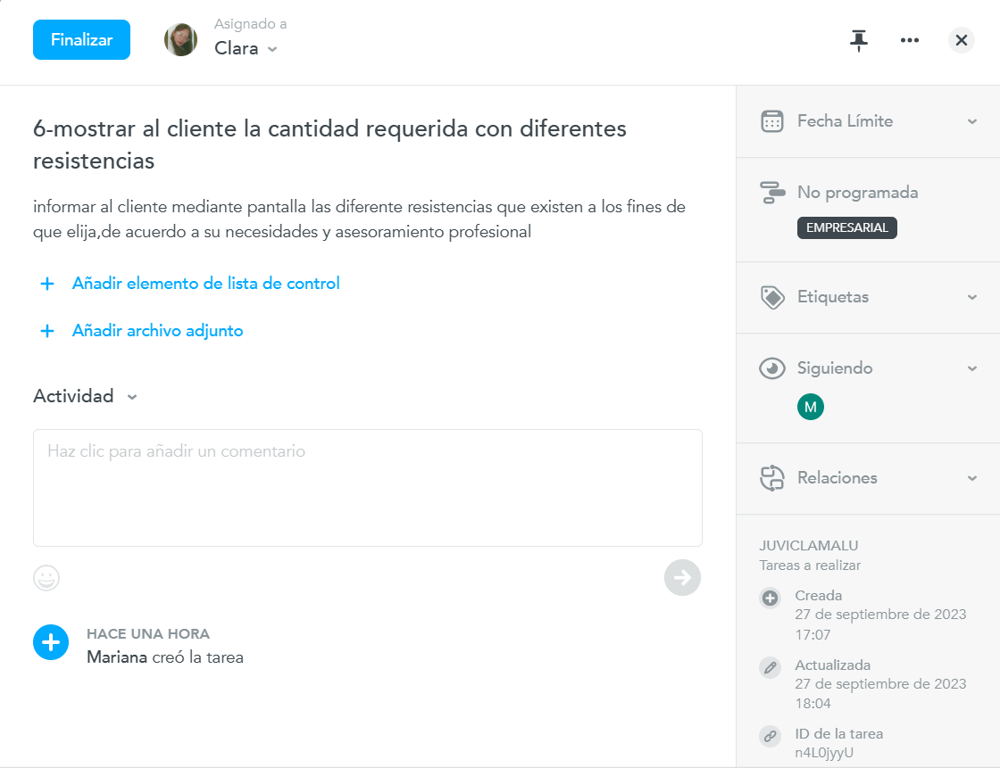 Finalizar
Asignado a
Clara
6-mostrar al cliente la cantidad requerida con diferentes
resistencias
informar al cliente mediante pantalla las diferente resistencias que existen a los fines de
que elija,de acuerdo a su necesidades y asesoramiento profesional
Añadir elemento de lista de control
Añadir archivo adjunto
Actividad
Haz clic para añadir un comentario
HACE UNA HORA
Mariana creó la tarea
Fecha Límite
No programada
EMPRESARIAL
Etiquetas
Siguiendo
M
Relaciones
JUVICLAMALU
Tareas a realizar
Creada
27 de septiembre de 2023
17:07
Actualizada
27 de septiembre de 2023
18:04
ID de la tarea
n4L0jyyU